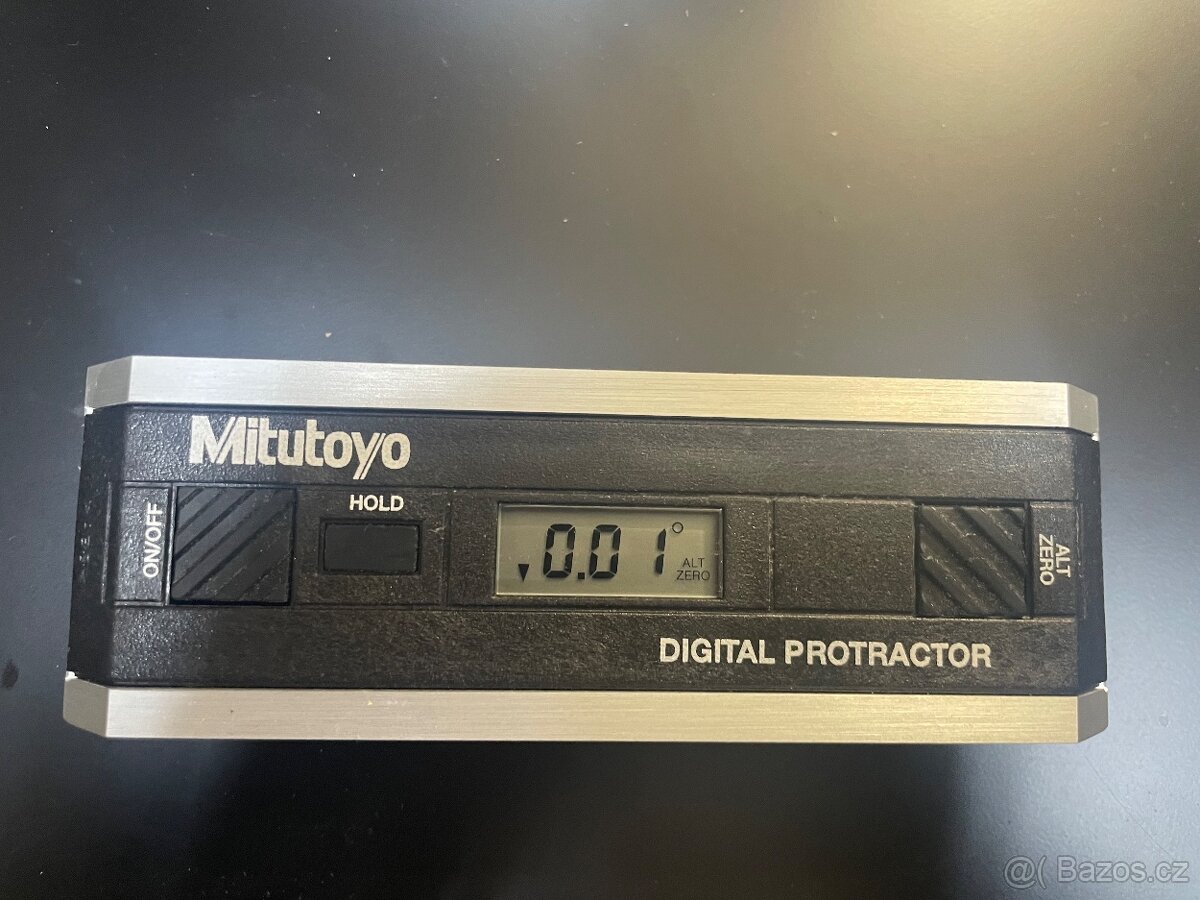 Mitutoyo
ON/OFF
HOLD
▼0.01°
ALT
ZERO
ALT
ZERO
DIGITAL PROTRACTOR
@( Bazos.cz